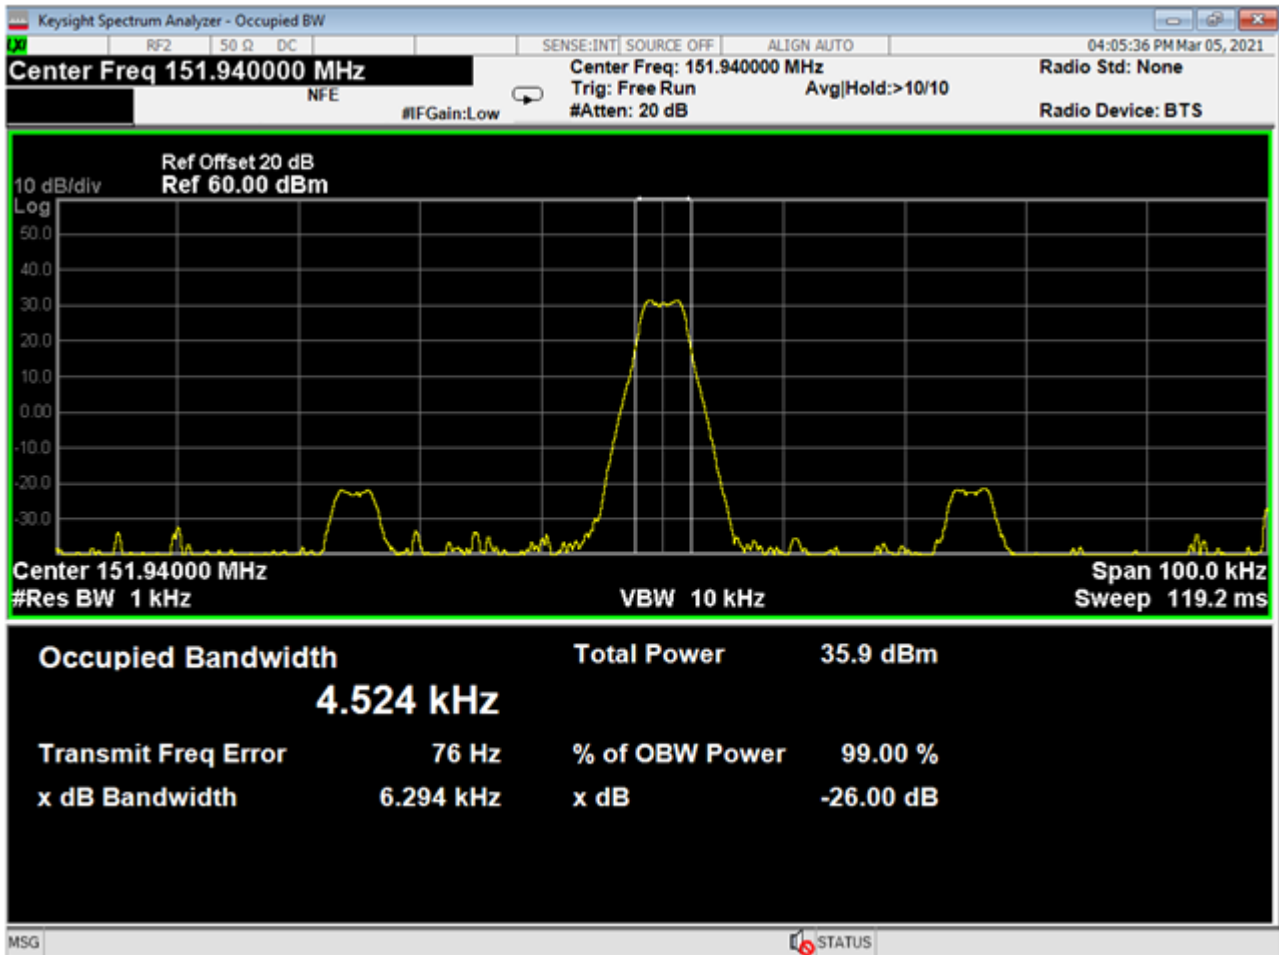 Keysight Spectrum Analyzer - Occupied BW
LXI RF2 50 Ω DC SENSE:INT SOURCE OFF ALIGN AUTO 04:05:36 PM Mar 05, 2021
Center Freq 151.940000 MHz Center Freq: 151.940000 MHz Radio Std: None
NFE Trig: Free Run Avg|Hold:>10/10
#IFGain:Low #Atten: 20 dB Radio Device: BTS
Ref Offset 20 dB
10 dB/div Ref 60.00 dBm
Log
50.0
40.0
30.0
20.0
10.0
0.00
-10.0
-20.0
-30.0
Center 151.94000 MHz Span 100.0 kHz
#Res BW 1 kHz VBW 10 kHz Sweep 119.2 ms
Occupied Bandwidth Total Power 35.9 dBm
4.524 kHz
Transmit Freq Error 76 Hz % of OBW Power 99.00 %
x dB Bandwidth 6.294 kHz x dB -26.00 dB
MSG STATUS